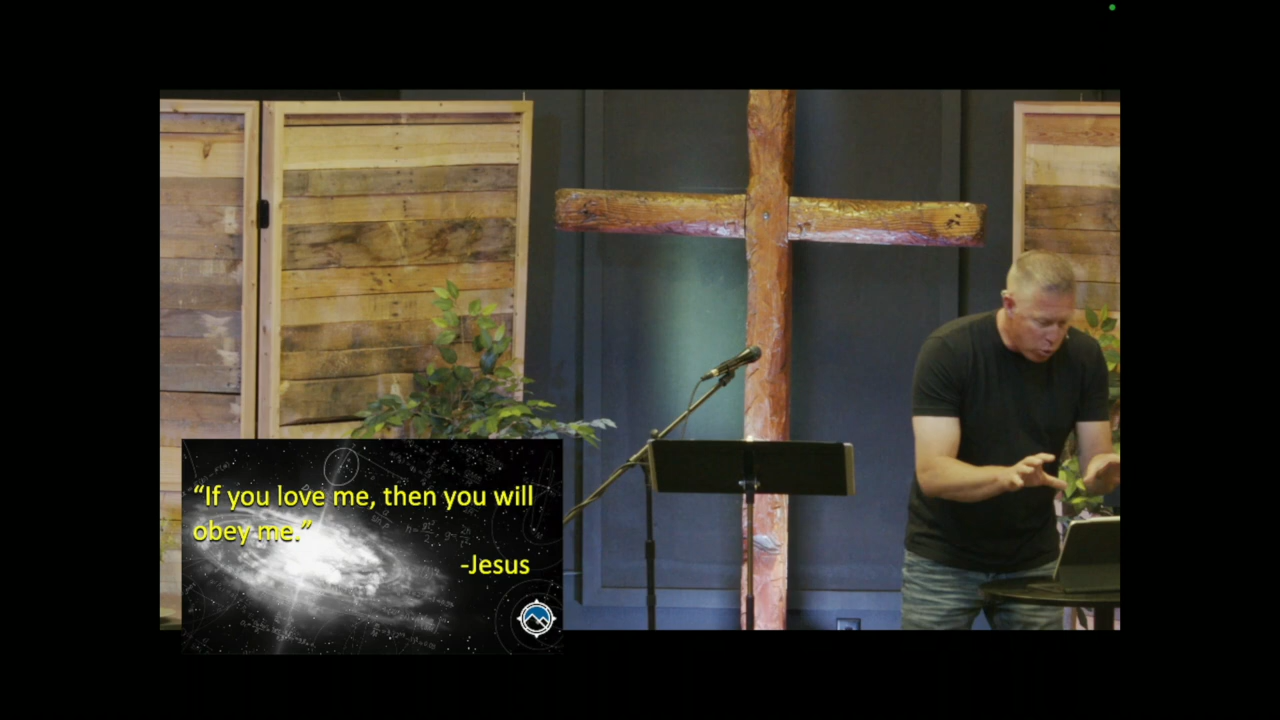 “If you love me, then you will
obey me.”
-Jesus